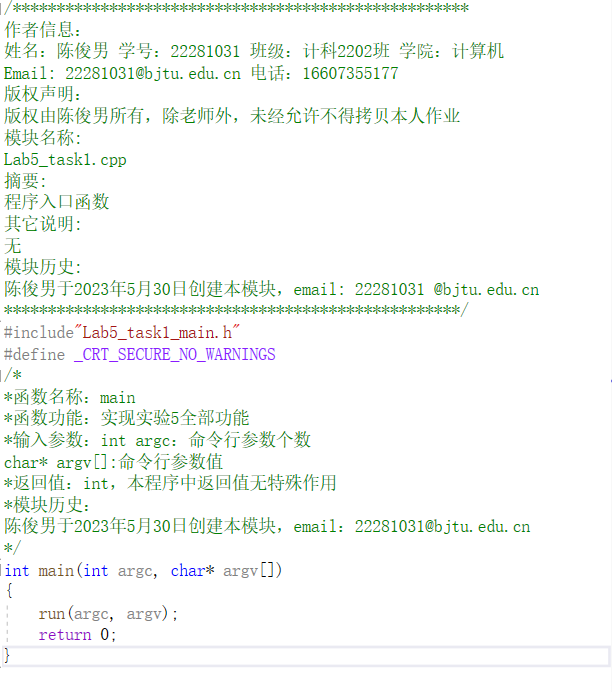 /****************************************************
作者信息：
姓名：陈俊男 学号：22281031 班级：计科2202班 学院：计算机
Email: 22281031@bjtu.edu.cn 电话：16607355177
版权声明：
版权由陈俊男所有，除老师外，未经允许不得拷贝本人作业
模块名称:
Lab5_task1.cpp
摘要:
程序入口函数
其它说明:
无
模块历史:
陈俊男于2023年5月30日创建本模块，email: 22281031 @bjtu.edu.cn
****************************************************/
#include"Lab5_task1_main.h"
#define _CRT_SECURE_NO_WARNINGS
/*
*函数名称：main
*函数功能：实现实验5全部功能
*输入参数：int argc：命令行参数个数
char* argv[]:命令行参数值
*返回值：int，本程序中返回值无特殊作用
*模块历史：
陈俊男于2023年5月30日创建本模块，email：22281031@bjtu.edu.cn
*/
int main(int argc, char* argv[])
{
    run(argc, argv);
    return 0;
}